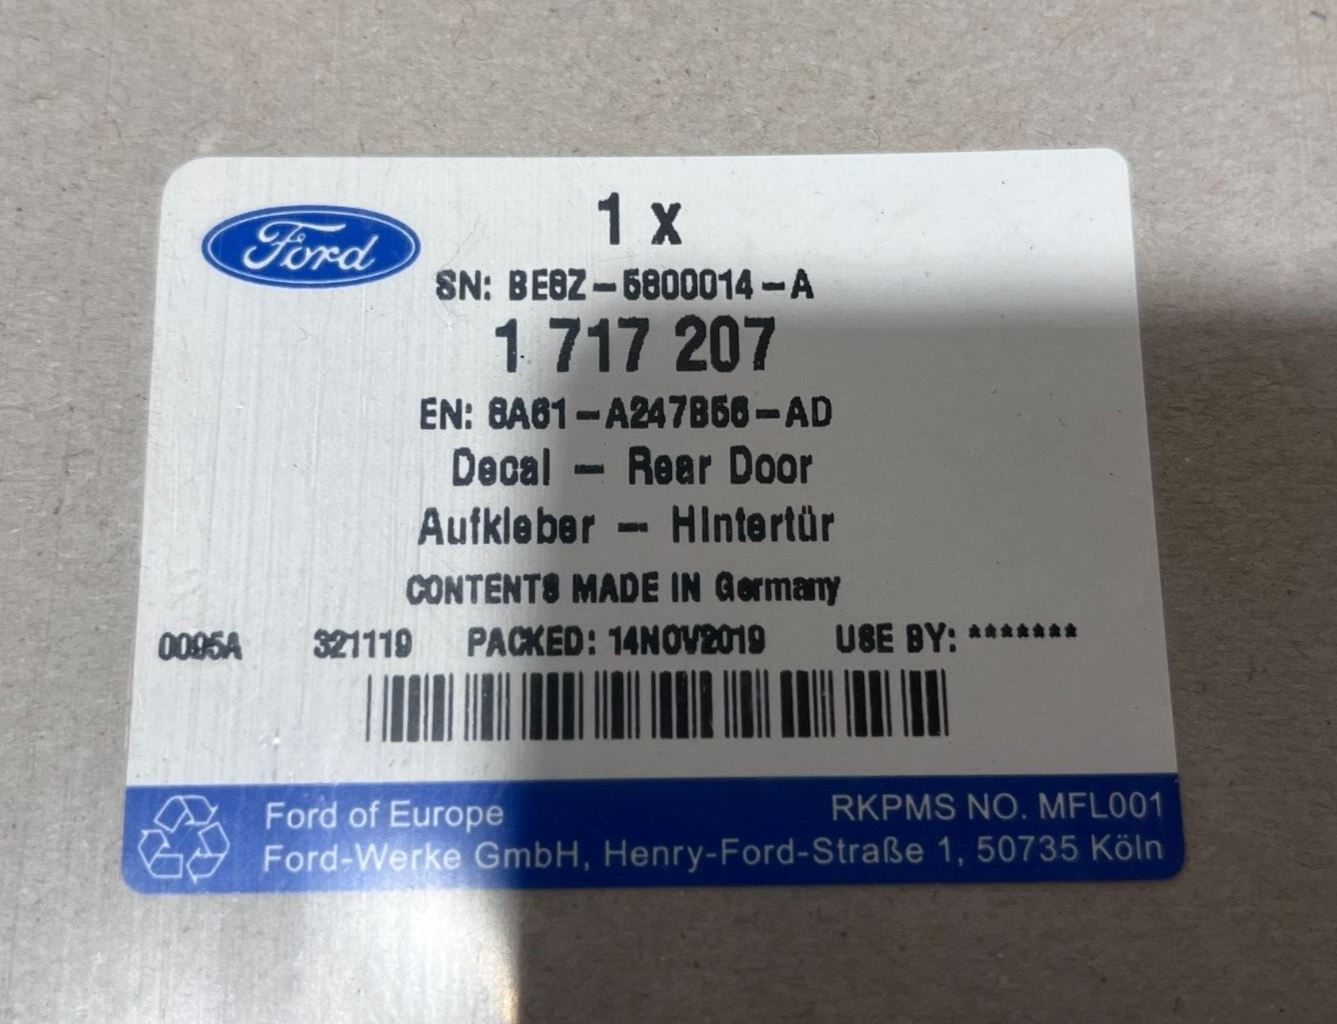 Ford
1 x
SN: BE8Z-5800014-A
1 717 207
EN: 8A61-A247B56-AD
Decal - Rear Door
Aufkleber - Hintertür
CONTENTS MADE IN Germany
0095A 321119 PACKED: 14NOV2019 USE BY: *******
Ford of Europe RKPMS NO. MFL001
Ford-Werke GmbH, Henry-Ford-Straße 1, 50735 Köln